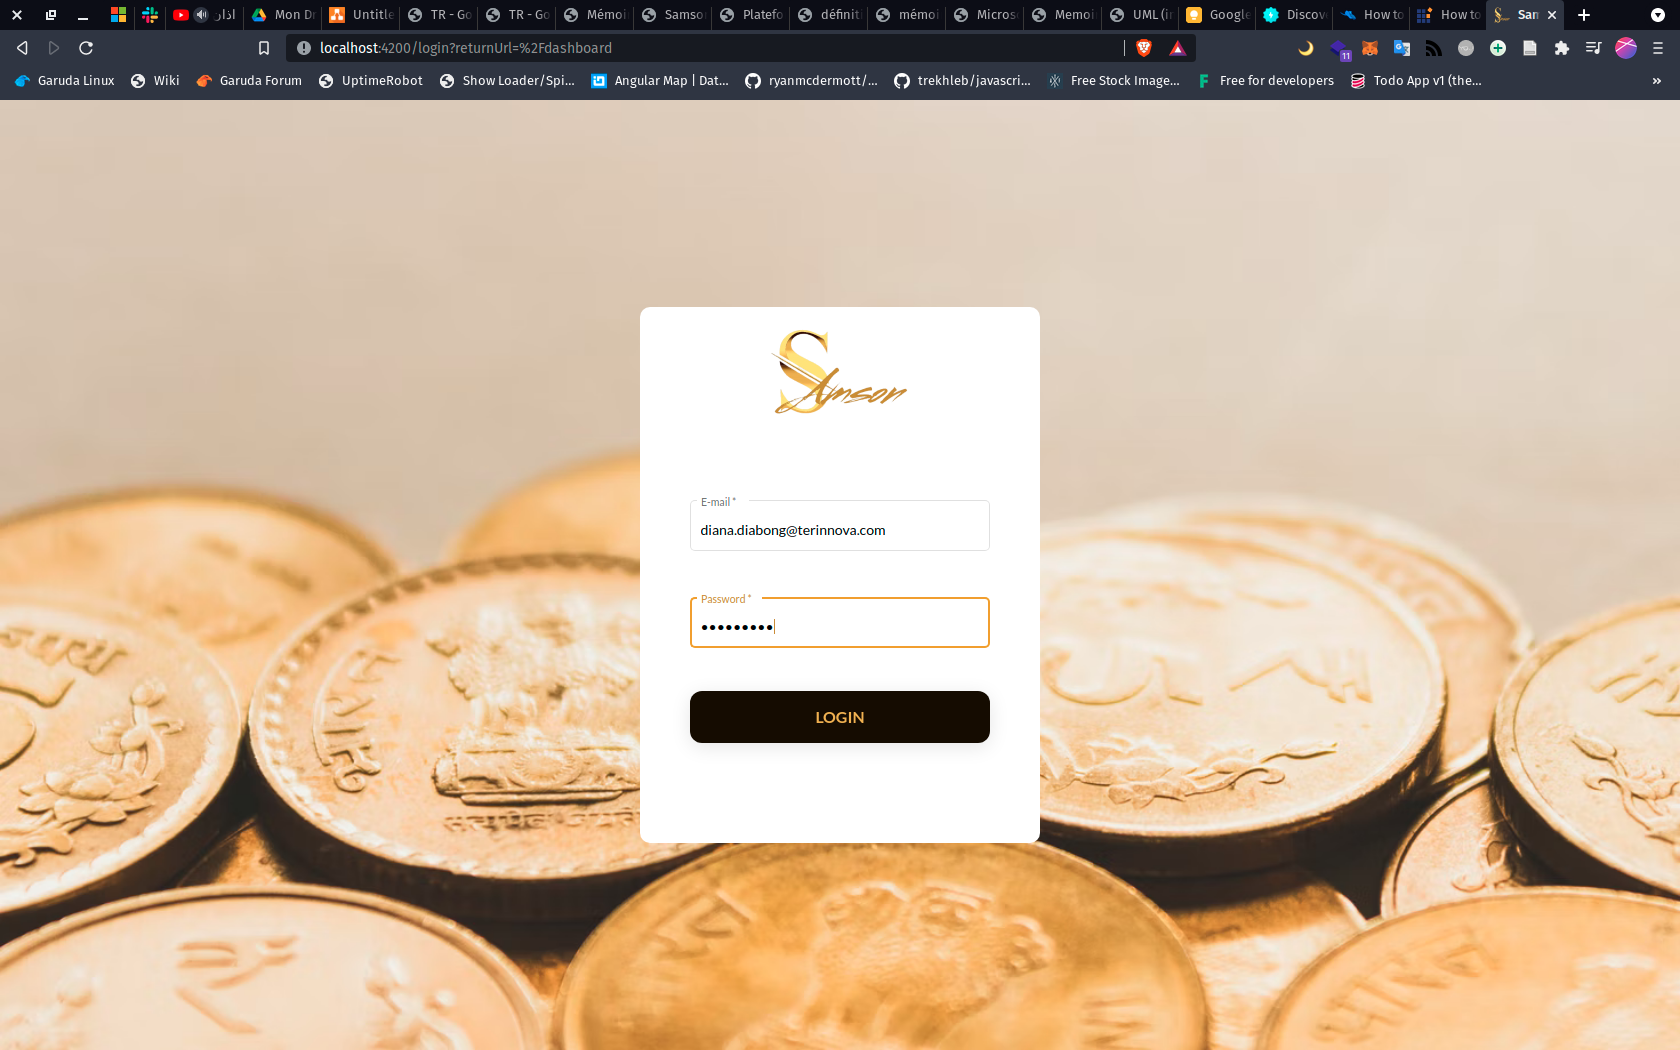 اذار Mon Dr Untitle TR - Go TR - Go Mémoi Samso Platefo définiti mémoi Micros Memoi UML (i Google Discov How to How to San
localhost:4200/login?returnUrl=%2Fdashboard
11
Garuda Linux Wiki Garuda Forum UptimeRobot Show Loader/Spi... Angular Map | Dat... ryanmcdermott/... trekhleb/javascri... Free Stock Image... Free for developers Todo App v1 (the... »
Samson
E-mail *
diana.diabong@terinnova.com
Password *
•••••••••
LOGIN